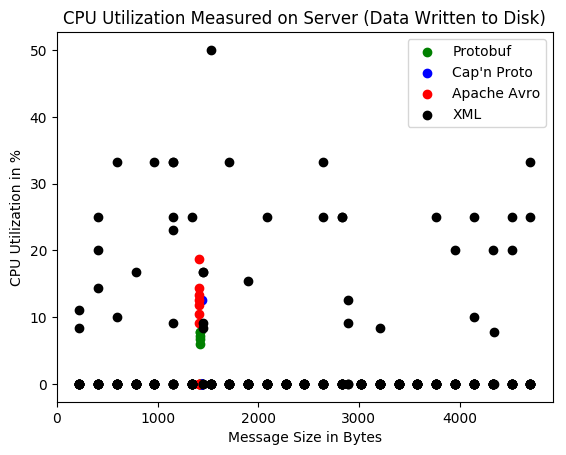 CPU Utilization Measured on Server (Data Written to Disk)
50
40
30
20
10
0
CPU Utilization in %
Protobuf
Cap'n Proto
Apache Avro
XML
0 1000 2000 3000 4000
Message Size in Bytes